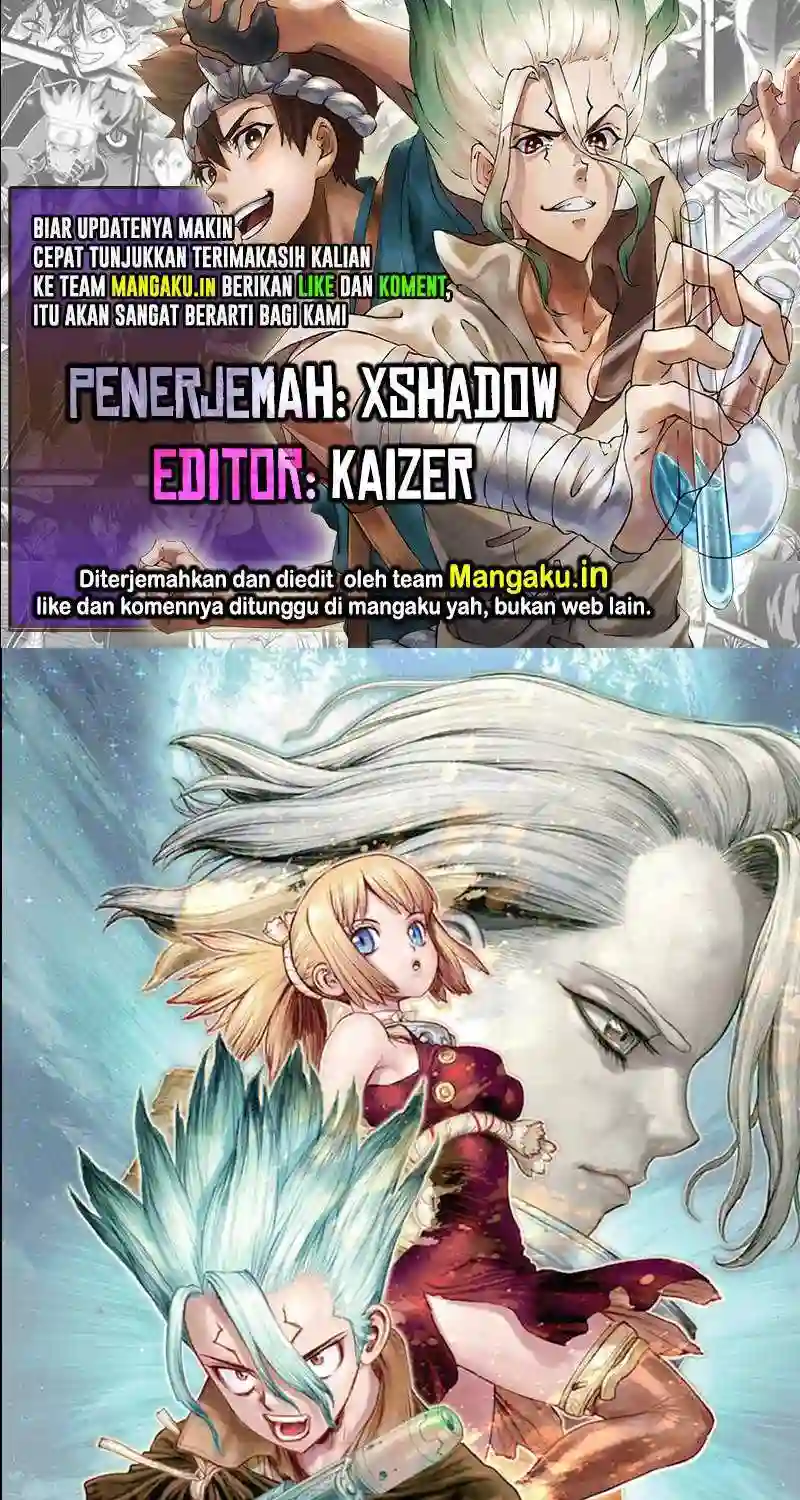 BIAR UPDATENYA MAKIN
CEPAT TUNJUKKAN TERIMAKASIH KALIAN
KE TEAM MANGAKU.IN BERIKAN LIKE DAN KOMENT,
ITU AKAN SANGAT BERARTI BAGI KAMI
PENERJEMAH: XSHADOW
EDITOR: KAIZER
Diterjemahkan dan diedit oleh team Mangaku.in
like dan komennya ditunggu di mangaku yah, bukan web lain.